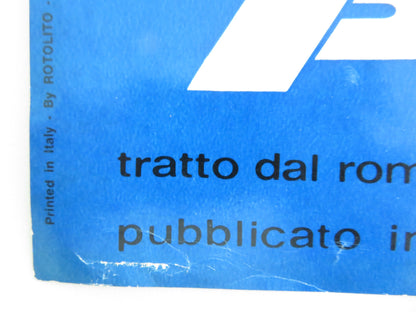 tratto dal rom
pubblicato in
Printed in Italy - By ROTOLITO -